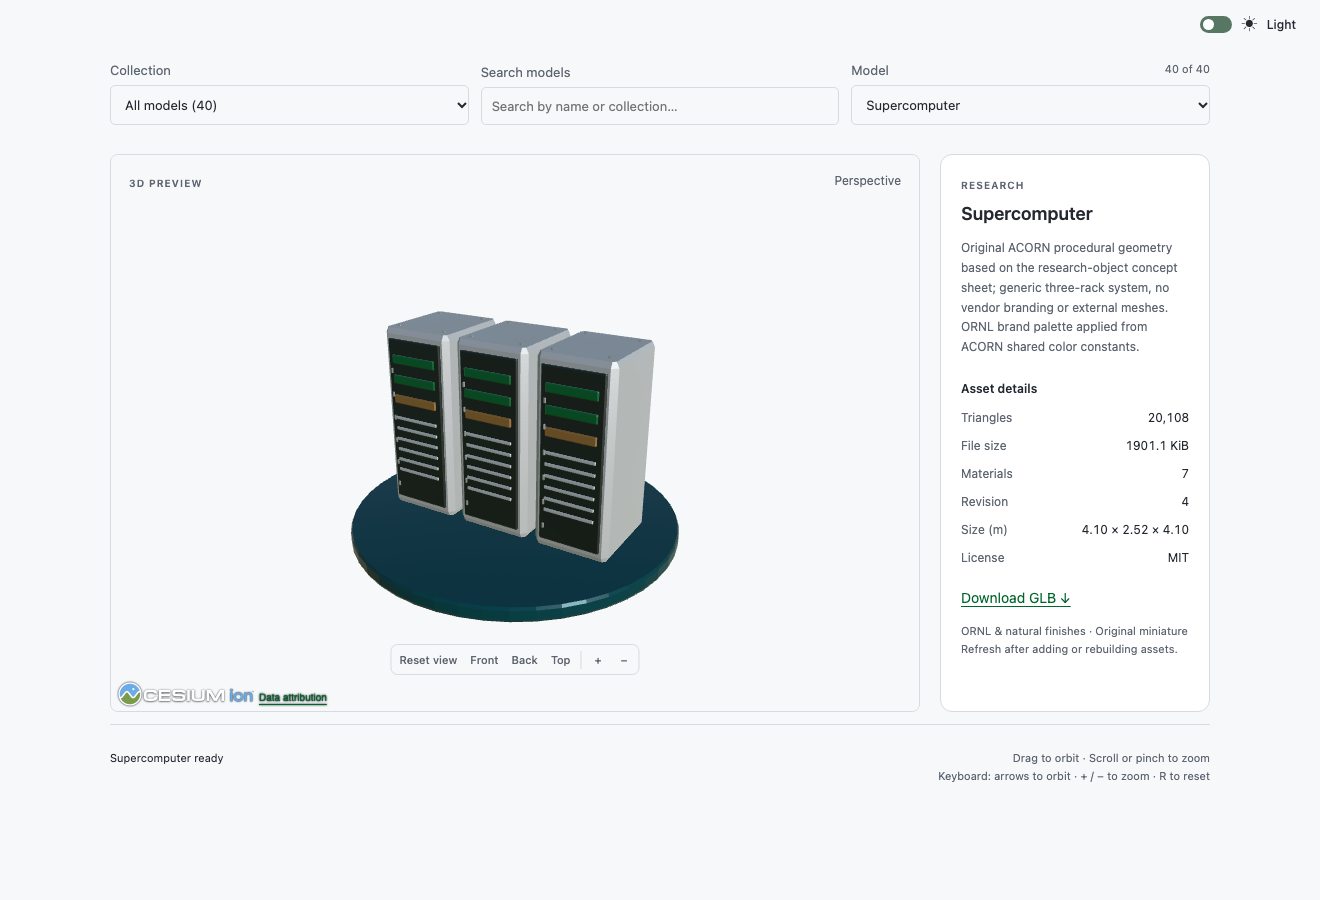 Light
Collection
Search models
Model
40 of 40
All models (40)
Search by name or collection...
Supercomputer
3D PREVIEW
Perspective
RESEARCH
Supercomputer
Original ACORN procedural geometry
based on the research-object concept
sheet; generic three-rack system, no
vendor branding or external meshes.
ORNL brand palette applied from
ACORN shared color constants.
Asset details
Triangles 20,108
File size 1901.1 KiB
Materials 7
Revision 4
Size (m) 4.10 × 2.52 × 4.10
License MIT
Download GLB ↓
ORNL & natural finishes · Original miniature
Refresh after adding or rebuilding assets.
Reset view Front Back Top + −
CESIUM ion Data attribution
Supercomputer ready
Drag to orbit · Scroll or pinch to zoom
Keyboard: arrows to orbit · + / − to zoom · R to reset